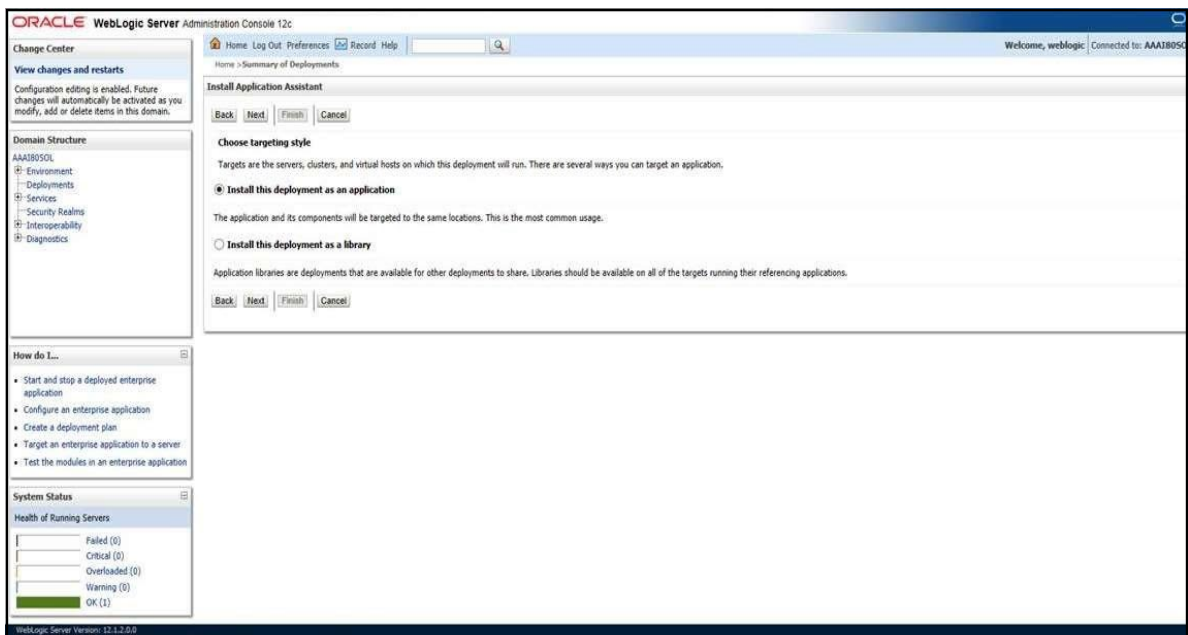 ORACLE WebLogic Server Administration Console 12c
Change Center
View changes and restarts
Configuration editing is enabled. Future
changes will automatically be activated as you
modify, add or delete items in this domain.
Domain Structure
AAAI80SOL
Environment
Deployments
Services
Security Realms
Interoperability
Diagnostics
How do I...
Start and stop a deployed enterprise
application
Configure an enterprise application
Create a deployment plan
Target an enterprise application to a server
Test the modules in an enterprise application
System Status
Health of Running Servers
Failed (0)
Critical (0)
Overloaded (0)
Warning (0)
OK (1)
Home Log Out Preferences Record Help
Welcome, weblogic Connected to: AAAI80SO
Home >Summary of Deployments
Install Application Assistant
Back Next Finish Cancel
Choose targeting style
Targets are the servers, clusters, and virtual hosts on which this deployment will run. There are several ways you can target an application.
Install this deployment as an application
The application and its components will be targeted to the same locations. This is the most common usage.
Install this deployment as a library
Application libraries are deployments that are available for other deployments to share. Libraries should be available on all of the targets running their referencing applications.
Back Next Finish Cancel
WebLogic Server Version: 12.1.2.0.0